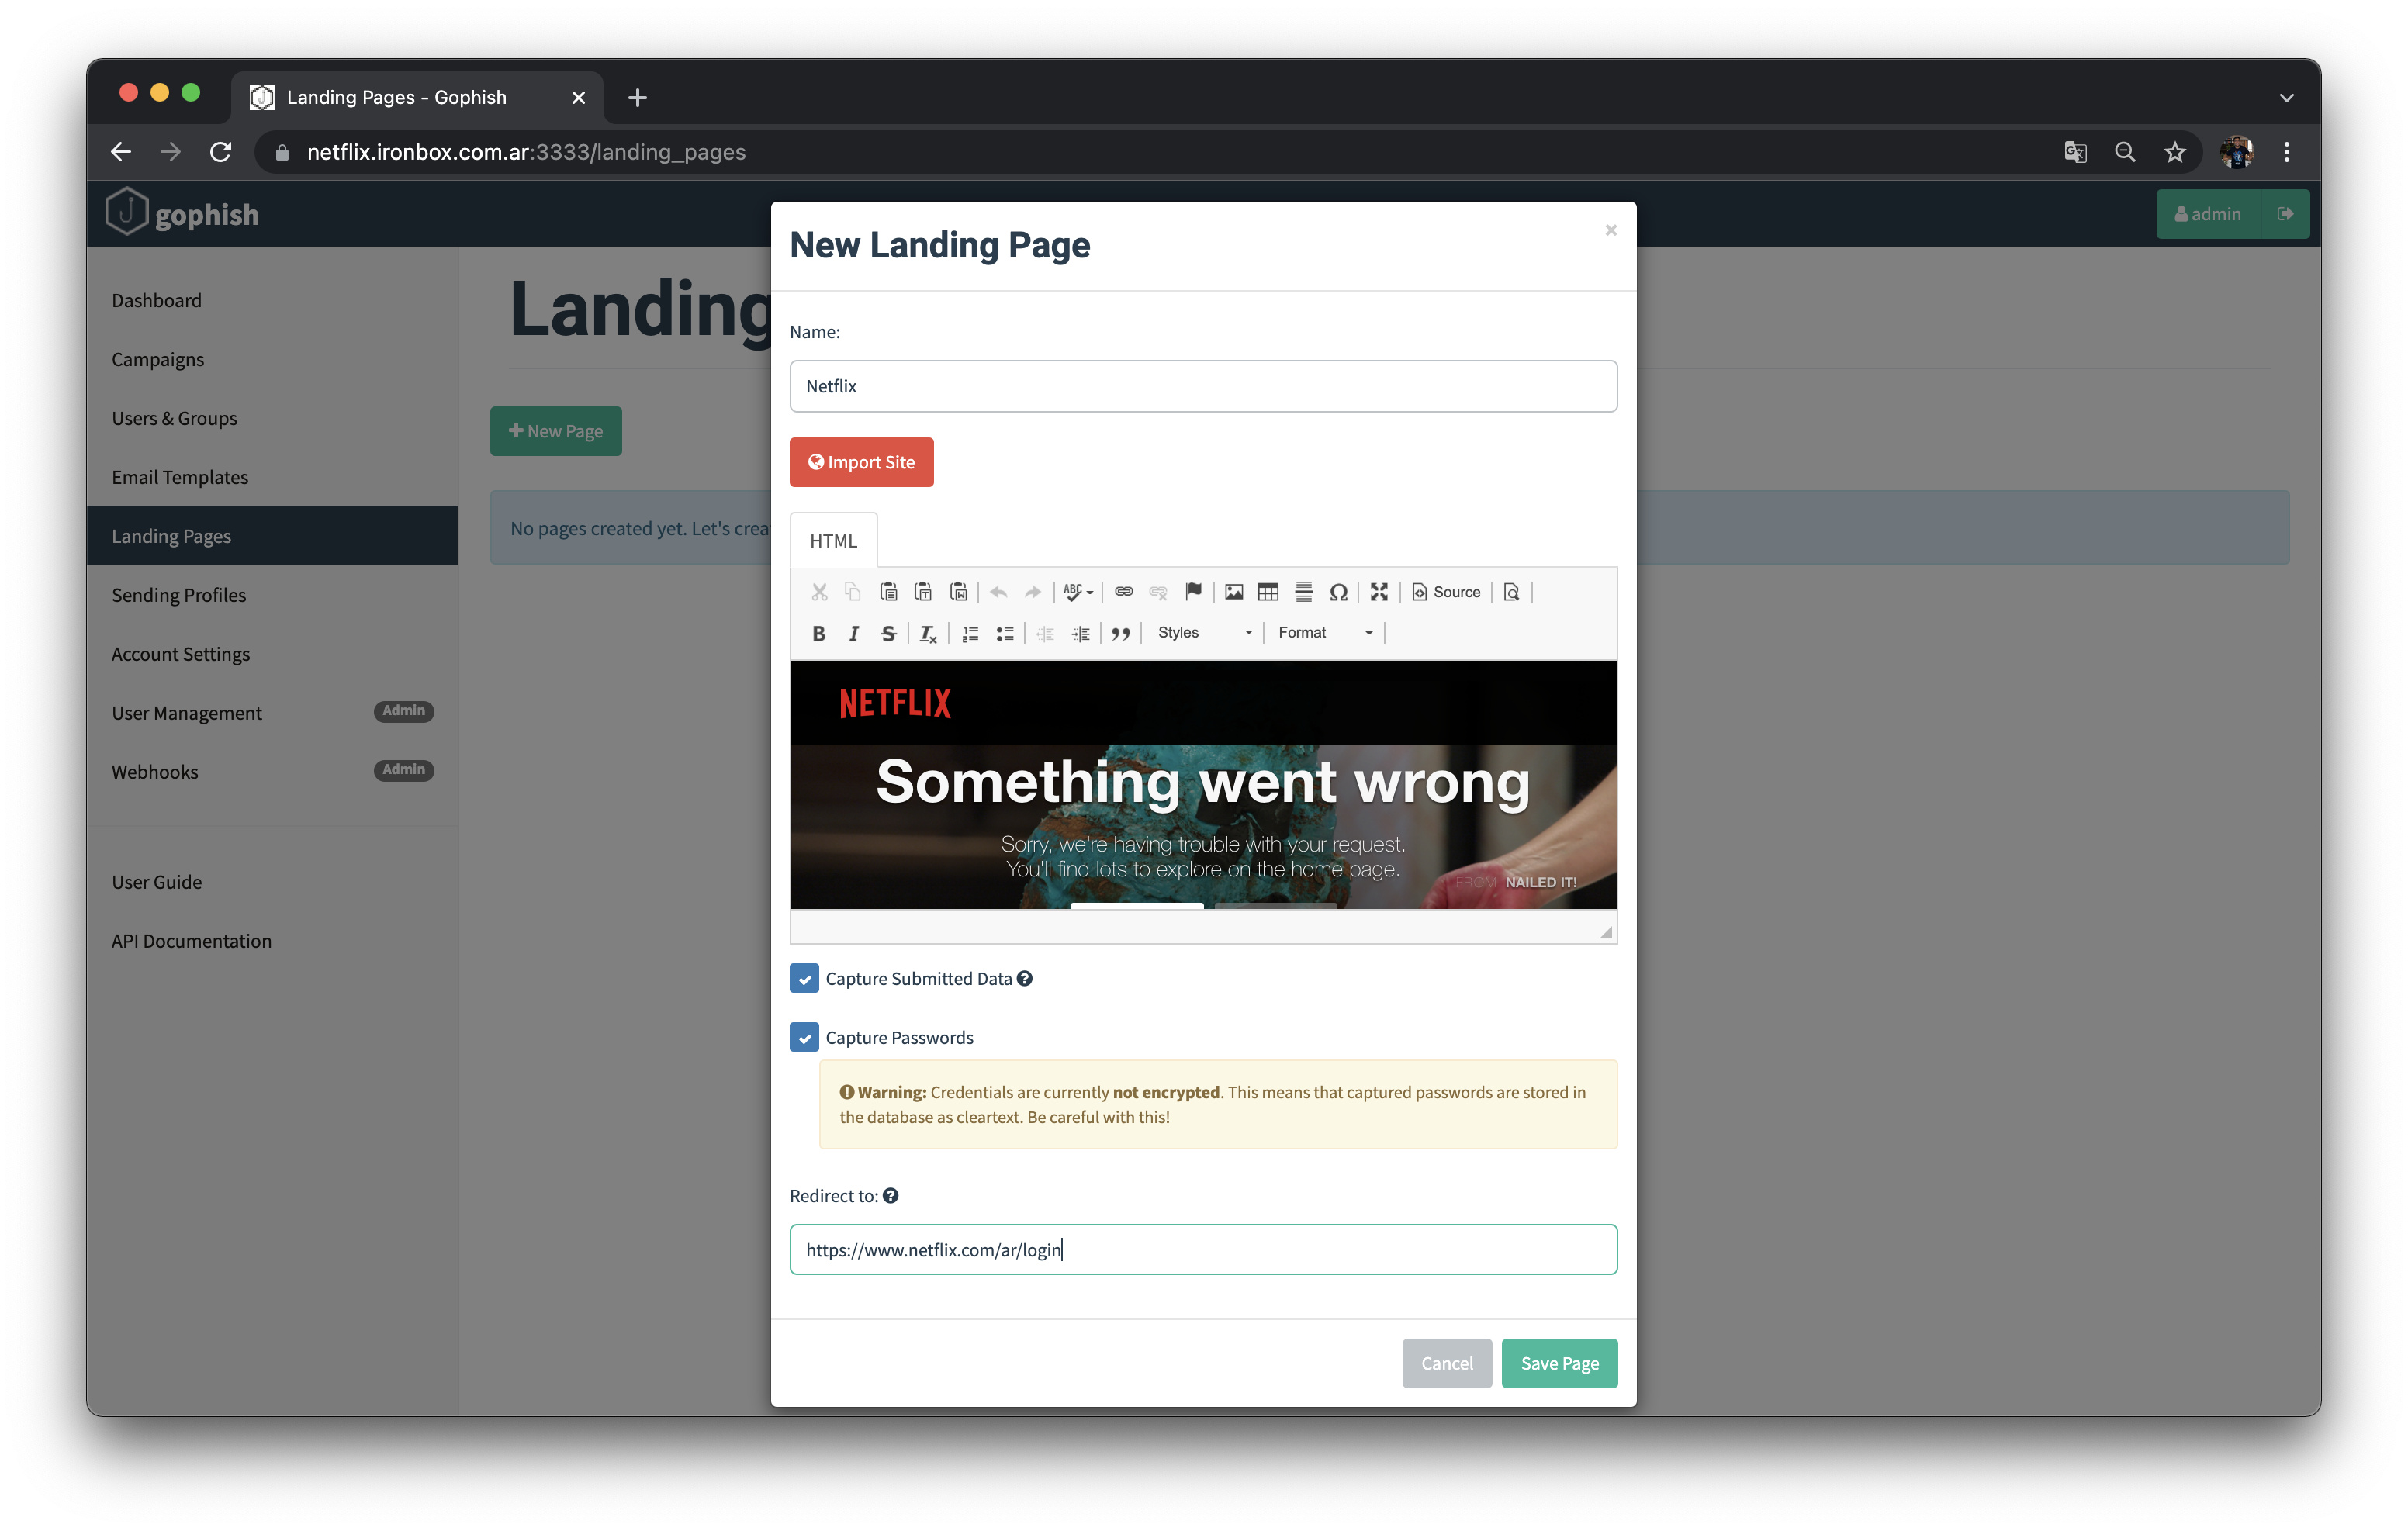 Landing Pages - Gophish
netflix.ironbox.com.ar:3333/landing_pages
gophish
admin
Dashboard
Campaigns
Users & Groups
Email Templates
Landing Pages
Sending Profiles
Account Settings
User Management Admin
Webhooks Admin
User Guide
API Documentation
Landing
New Page
No pages created yet. Let's crea
New Landing Page
×
Name:
Netflix
Import Site
HTML
ABC
Source
B I S
Styles Format
NETFLIX
Something went wrong
Sorry, we're having trouble with your request.
You'll find lots to explore on the home page.
FROM NAILED IT!
Capture Submitted Data
Capture Passwords
Warning: Credentials are currently not encrypted. This means that captured passwords are stored in
the database as cleartext. Be careful with this!
Redirect to:
https://www.netflix.com/ar/login
Cancel
Save Page